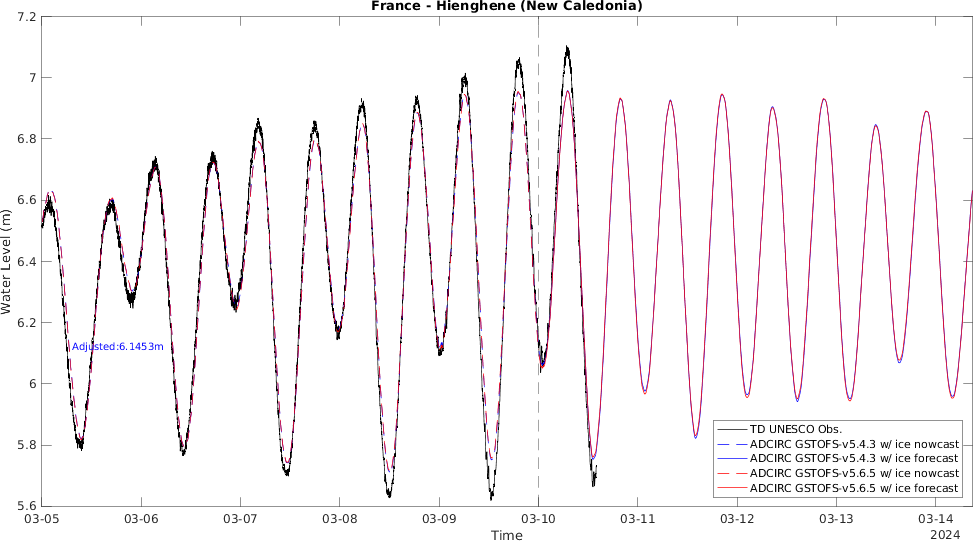 France - Hienghene (New Caledonia)
7.2
7
6.8
6.6
6.4
6.2
6
5.8
5.6
Water Level (m)
Adjusted:6.1453m
TD UNESCO Obs.
ADCIRC GSTOFS-v5.4.3 w/ ice nowcast
ADCIRC GSTOFS-v5.4.3 w/ ice forecast
ADCIRC GSTOFS-v5.6.5 w/ ice nowcast
ADCIRC GSTOFS-v5.6.5 w/ ice forecast
03-05 03-06 03-07 03-08 03-09 03-10 03-11 03-12 03-13 03-14
Time
2024